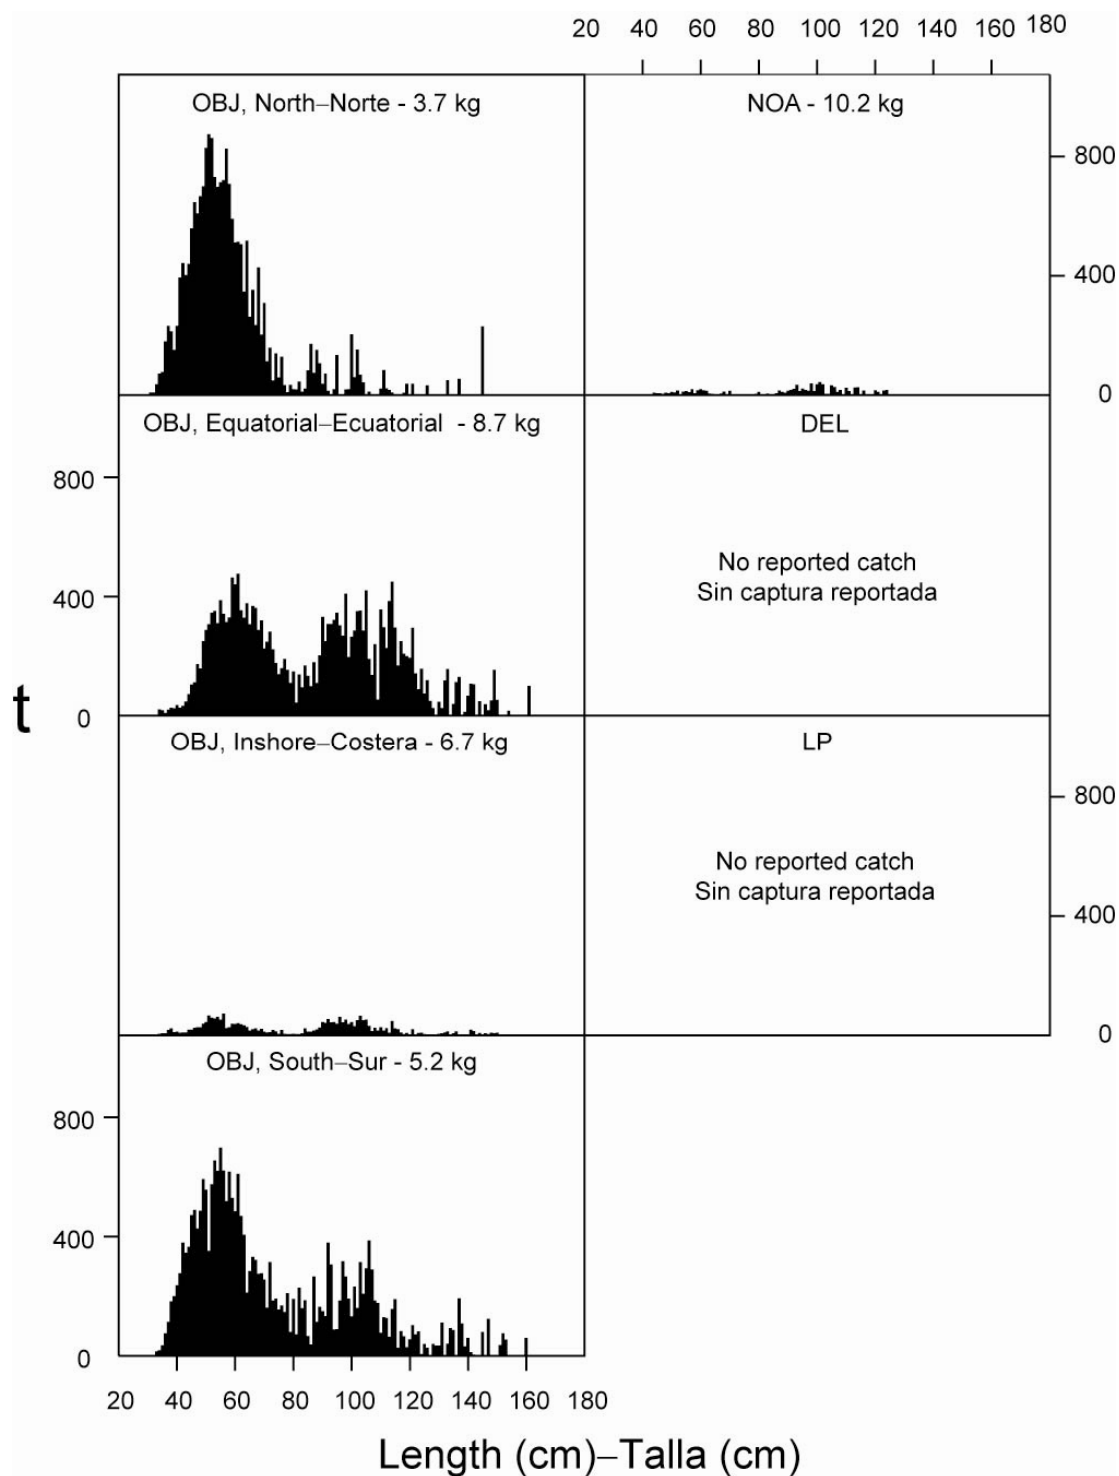 20 40 60 80 100 120 140 160 180
OBJ, North–Norte - 3.7 kg
NOA - 10.2 kg
800
400
0
OBJ, Equatorial–Ecuatorial - 8.7 kg
DEL
800
400
0
No reported catch
Sin captura reportada
t
OBJ, Inshore–Costera - 6.7 kg
LP
No reported catch
Sin captura reportada
800
400
0
OBJ, South–Sur - 5.2 kg
800
400
0
20 40 60 80 100 120 140 160 180
Length (cm)–Talla (cm)